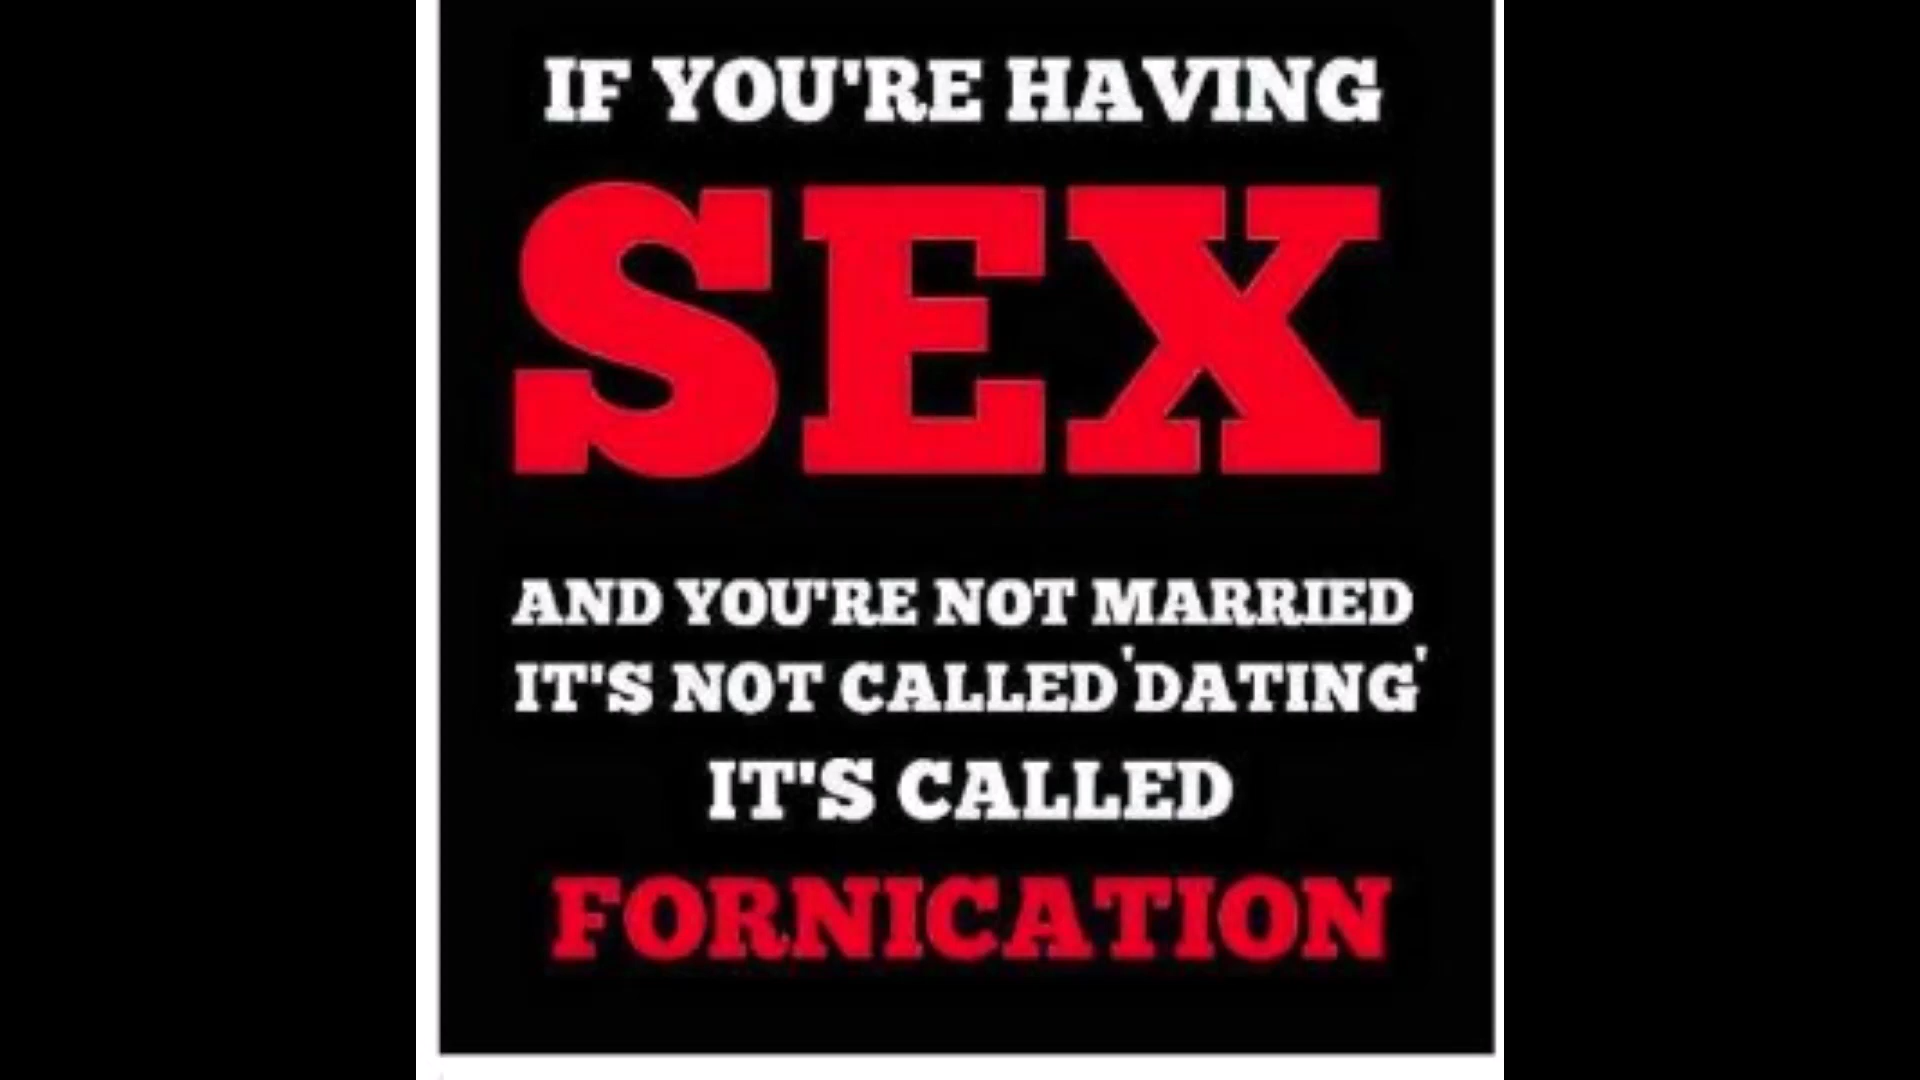 IF YOU'RE HAVING
SEX
AND YOU'RE NOT MARRIED
IT'S NOT CALLED 'DATING'
IT'S CALLED
FORNICATION